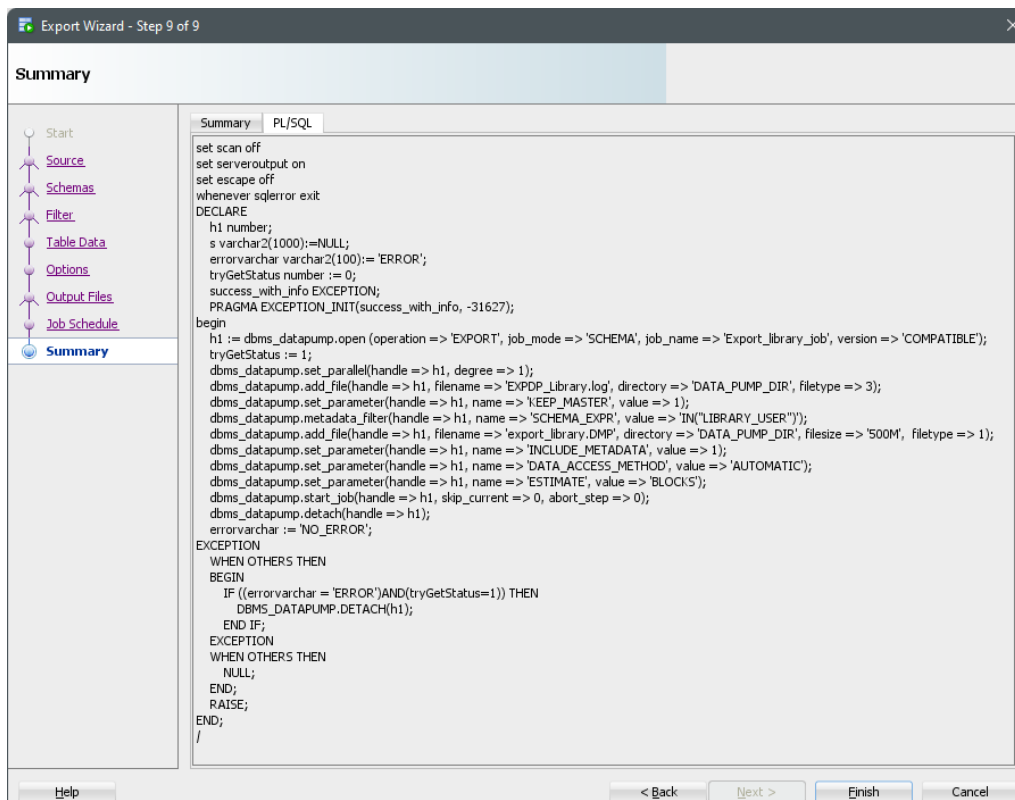 Export Wizard - Step 9 of 9
Summary
Start
Source
Schemas
Filter
Table Data
Options
Output Files
Job Schedule
Summary
Summary PL/SQL
set scan off
set serveroutput on
set escape off
whenever sqlerror exit
DECLARE
h1 number;
s varchar2(1000):=NULL;
errorvarchar varchar2(100):= 'ERROR';
tryGetStatus number := 0;
success_with_info EXCEPTION;
PRAGMA EXCEPTION_INIT(success_with_info, -31627);
begin
h1 := dbms_datapump.open (operation => 'EXPORT', job_mode => 'SCHEMA', job_name => 'Export_library_job', version => 'COMPATIBLE');
tryGetStatus := 1;
dbms_datapump.set_parallel(handle => h1, degree => 1);
dbms_datapump.add_file(handle => h1, filename => 'EXPDP_Library.log', directory => 'DATA_PUMP_DIR', filetype => 3);
dbms_datapump.set_parameter(handle => h1, name => 'KEEP_MASTER', value => 1);
dbms_datapump.metadata_filter(handle => h1, name => 'SCHEMA_EXPR', value => 'IN(''LIBRARY_USER'')');
dbms_datapump.add_file(handle => h1, filename => 'export_library.DMP', directory => 'DATA_PUMP_DIR', filesize => '500M', filetype => 1);
dbms_datapump.set_parameter(handle => h1, name => 'INCLUDE_METADATA', value => 1);
dbms_datapump.set_parameter(handle => h1, name => 'DATA_ACCESS_METHOD', value => 'AUTOMATIC');
dbms_datapump.set_parameter(handle => h1, name => 'ESTIMATE', value => 'BLOCKS');
dbms_datapump.start_job(handle => h1, skip_current => 0, abort_step => 0);
dbms_datapump.detach(handle => h1);
errorvarchar := 'NO_ERROR';
EXCEPTION
WHEN OTHERS THEN
BEGIN
IF ((errorvarchar = 'ERROR')AND(tryGetStatus=1)) THEN
DBMS_DATAPUMP.DETACH(h1);
END IF;
EXCEPTION
WHEN OTHERS THEN
NULL;
END;
RAISE;
END;
/
Help < Back Next > Finish Cancel